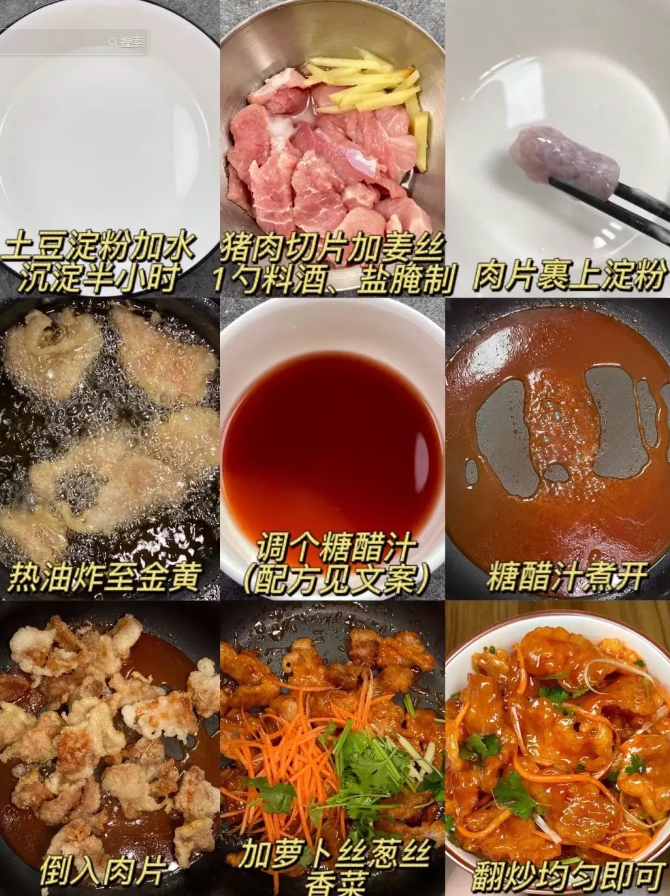 搜索
土豆淀粉加水
沉淀半小时
猪肉切片加姜丝
1勺料酒、盐腌制
肉片裹上淀粉
热油炸至金黄
调个糖醋汁
（配方见文案）
糖醋汁煮开
倒入肉片
加萝卜丝葱丝
香菜
翻炒均匀即可